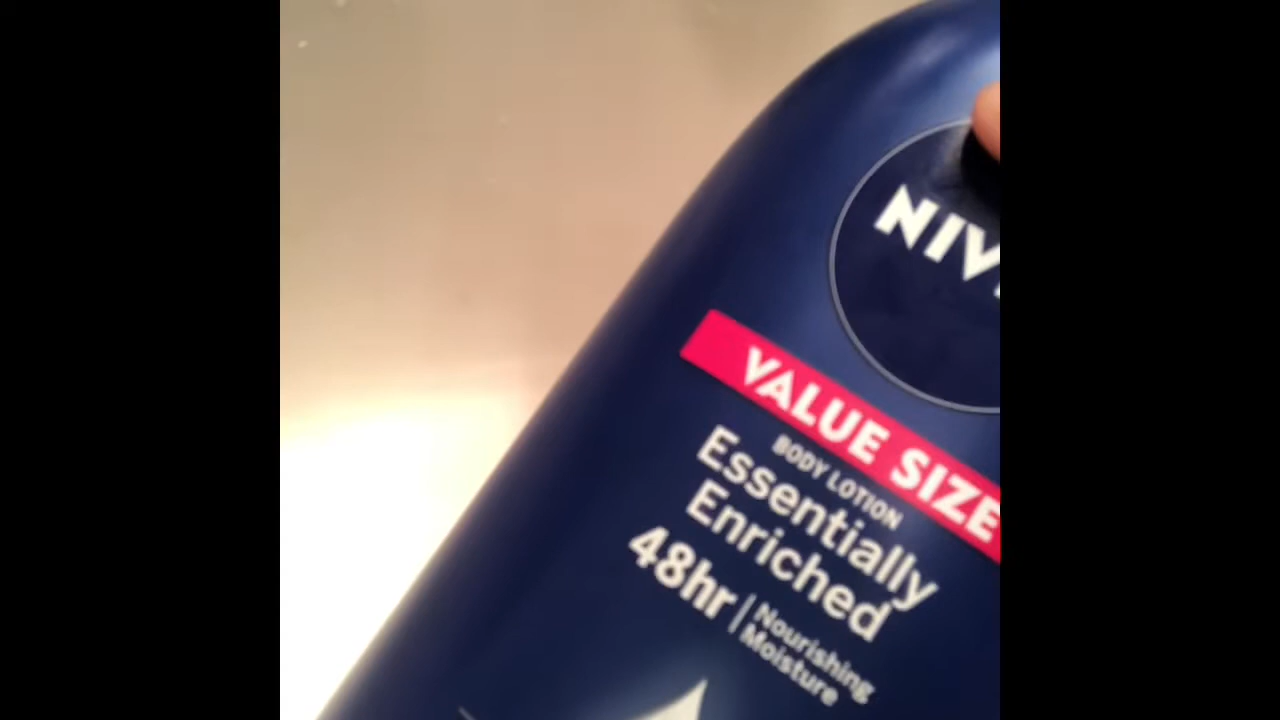 NIV
VALUE SIZE
BODY LOTION
Essentially
Enriched
48hr
Nourishing
Moisture